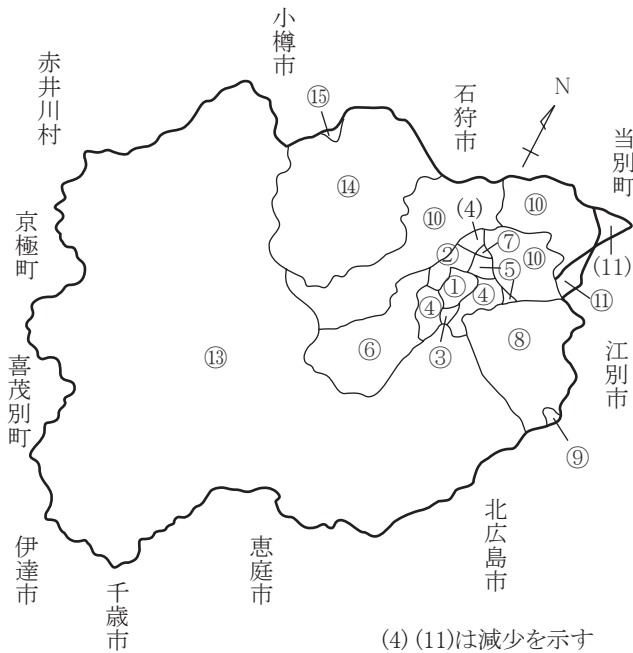 小樽市
赤井川村
⑮
石狩市
N
当別町
⑭
⑩
⑩
(4)
⑦
京極町
②
⑩
⑤
(11)
①
⑪
④
④
⑧
③
⑥
⑬
江別市
喜茂別町
⑨
北広島市
伊達市
千歳市
恵庭市
(4) (11)は減少を示す